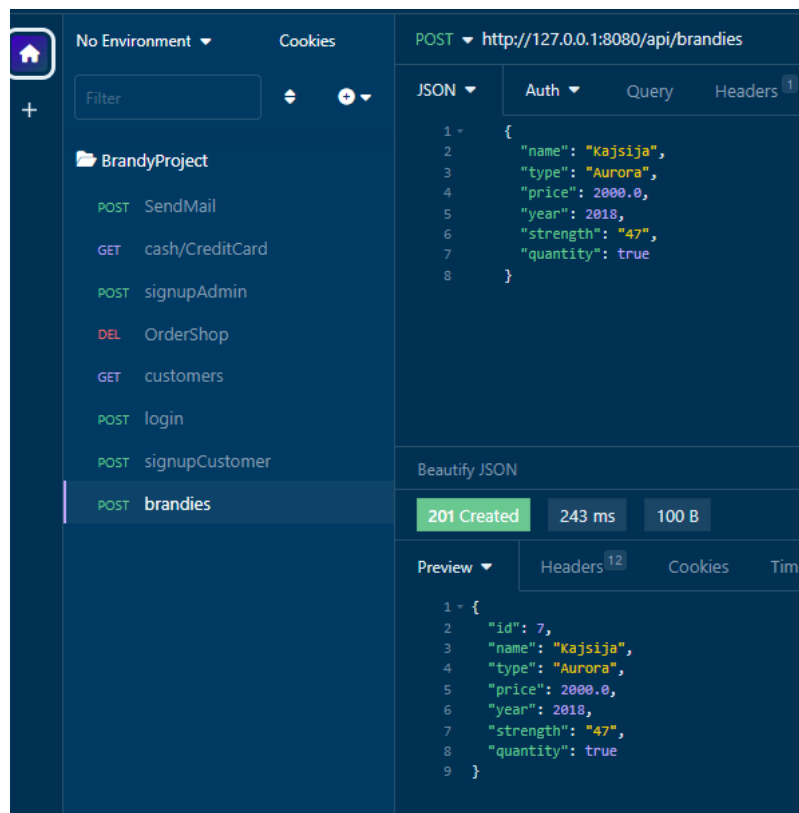 No Environment
Cookies
Filter
BrandyProject
POST SendMail
GET cash/CreditCard
POST signupAdmin
DEL OrderShop
GET customers
POST login
POST signupCustomer
POST brandies
POST http://127.0.0.1:8080/api/brandies
JSON Auth Query Headers 1
1 {
2 "name": "Kajsija",
3 "type": "Aurora",
4 "price": 2000.0,
5 "year": 2018,
6 "strength": "47",
7 "quantity": true
8 }
Beautify JSON
201 Created 243 ms 100 B
Preview Headers 12 Cookies Tim
1 {
2 "id": 7,
3 "name": "Kajsija",
4 "type": "Aurora",
5 "price": 2000.0,
6 "year": 2018,
7 "strength": "47",
8 "quantity": true
9 }